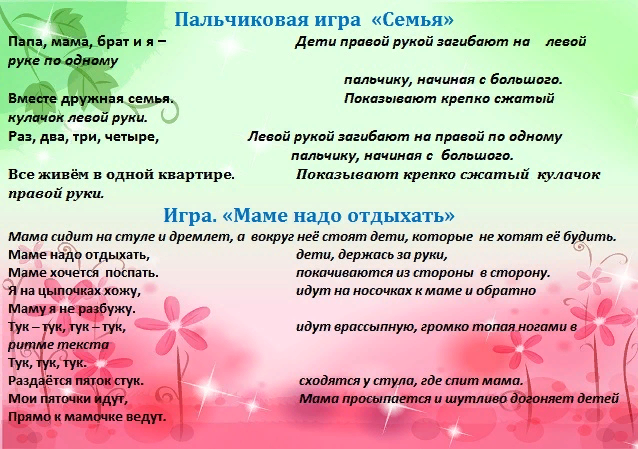 Пальчиковая игра «Семья»
Папа, мама, брат и я – Дети правой рукой загибают на левой
руке по одному
пальчику, начиная с большого.
Вместе дружная семья. Показывают крепко сжатый
кулачок левой руки.
Раз, два, три, четыре, Левой рукой загибают на правой по одному
пальчику, начиная с большого.
Все живём в одной квартире. Показывают крепко сжатый кулачок
правой руки.
Игра. «Маме надо отдыхать»
Мама сидит на стуле и дремлет, а вокруг неё стоят дети, которые не хотят её будить.
Маме надо отдыхать, дети, держась за руки,
Маме хочется поспать. покачиваются из стороны в сторону.
Я на цыпочках хожу, идут на носочках к маме и обратно
Маму я не разбужу.
Тук – тук, тук – тук, идут врассыпную, громко топая ногами в
ритме текста
Тук, тук, тук.
Раздаётся пяток стук. сходятся у стула, где спит мама.
Мои пяточки идут, Мама просыпается и шутливо догоняет детей
Прямо к мамочке ведут.